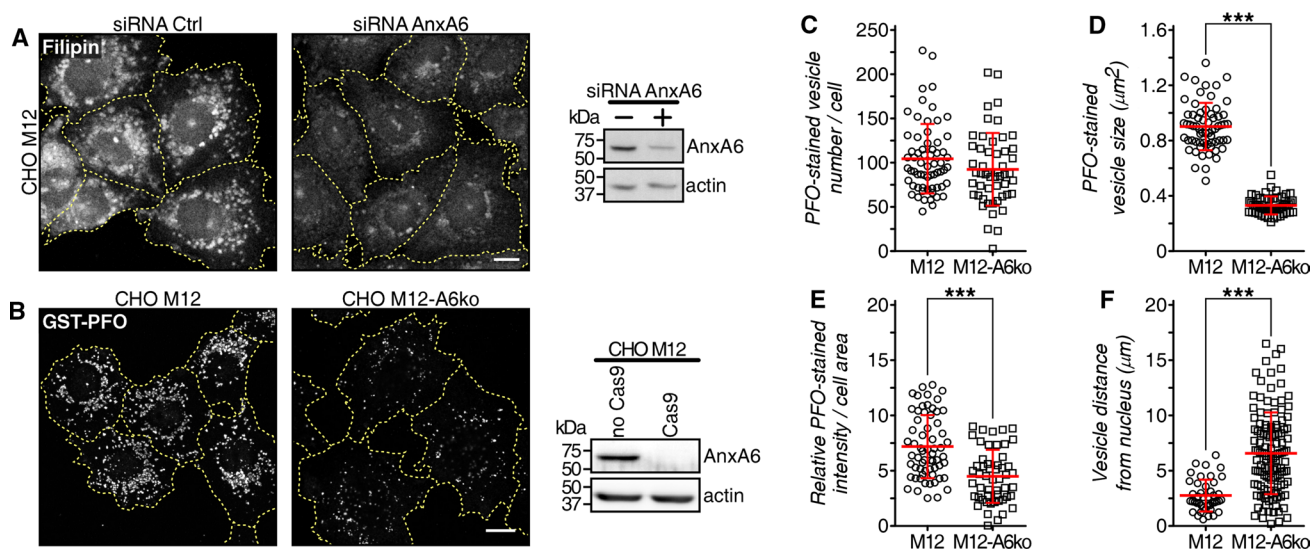 A
siRNA Ctrl
siRNA AnxA6
Filipin
CHO M12
siRNA AnxA6
kDa
− +
75
50
AnxA6
50
37
actin
B
CHO M12
CHO M12-A6ko
GST-PFO
CHO M12
no Cas9
Cas9
kDa
75
50
AnxA6
50
37
actin
C
PFO-stained vesicle
number / cell
250
200
150
100
50
0
M12 M12-A6ko
D
***
PFO-stained
vesicle size (μm²)
1.6
1.2
0.8
0.4
0
M12 M12-A6ko
E
***
Relative PFO-stained
intensity / cell area
20
15
10
5
0
M12 M12-A6ko
F
***
Vesicle distance
from nucleus (μm)
20
15
10
5
0
M12 M12-A6ko